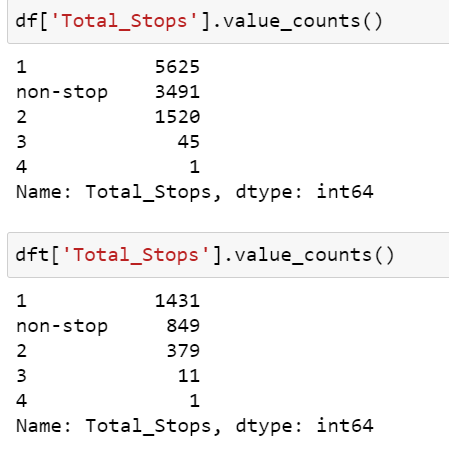 df['Total_Stops'].value_counts()
1 5625
non-stop 3491
2 1520
3 45
4 1
Name: Total_Stops, dtype: int64
dft['Total_Stops'].value_counts()
1 1431
non-stop 849
2 379
3 11
4 1
Name: Total_Stops, dtype: int64